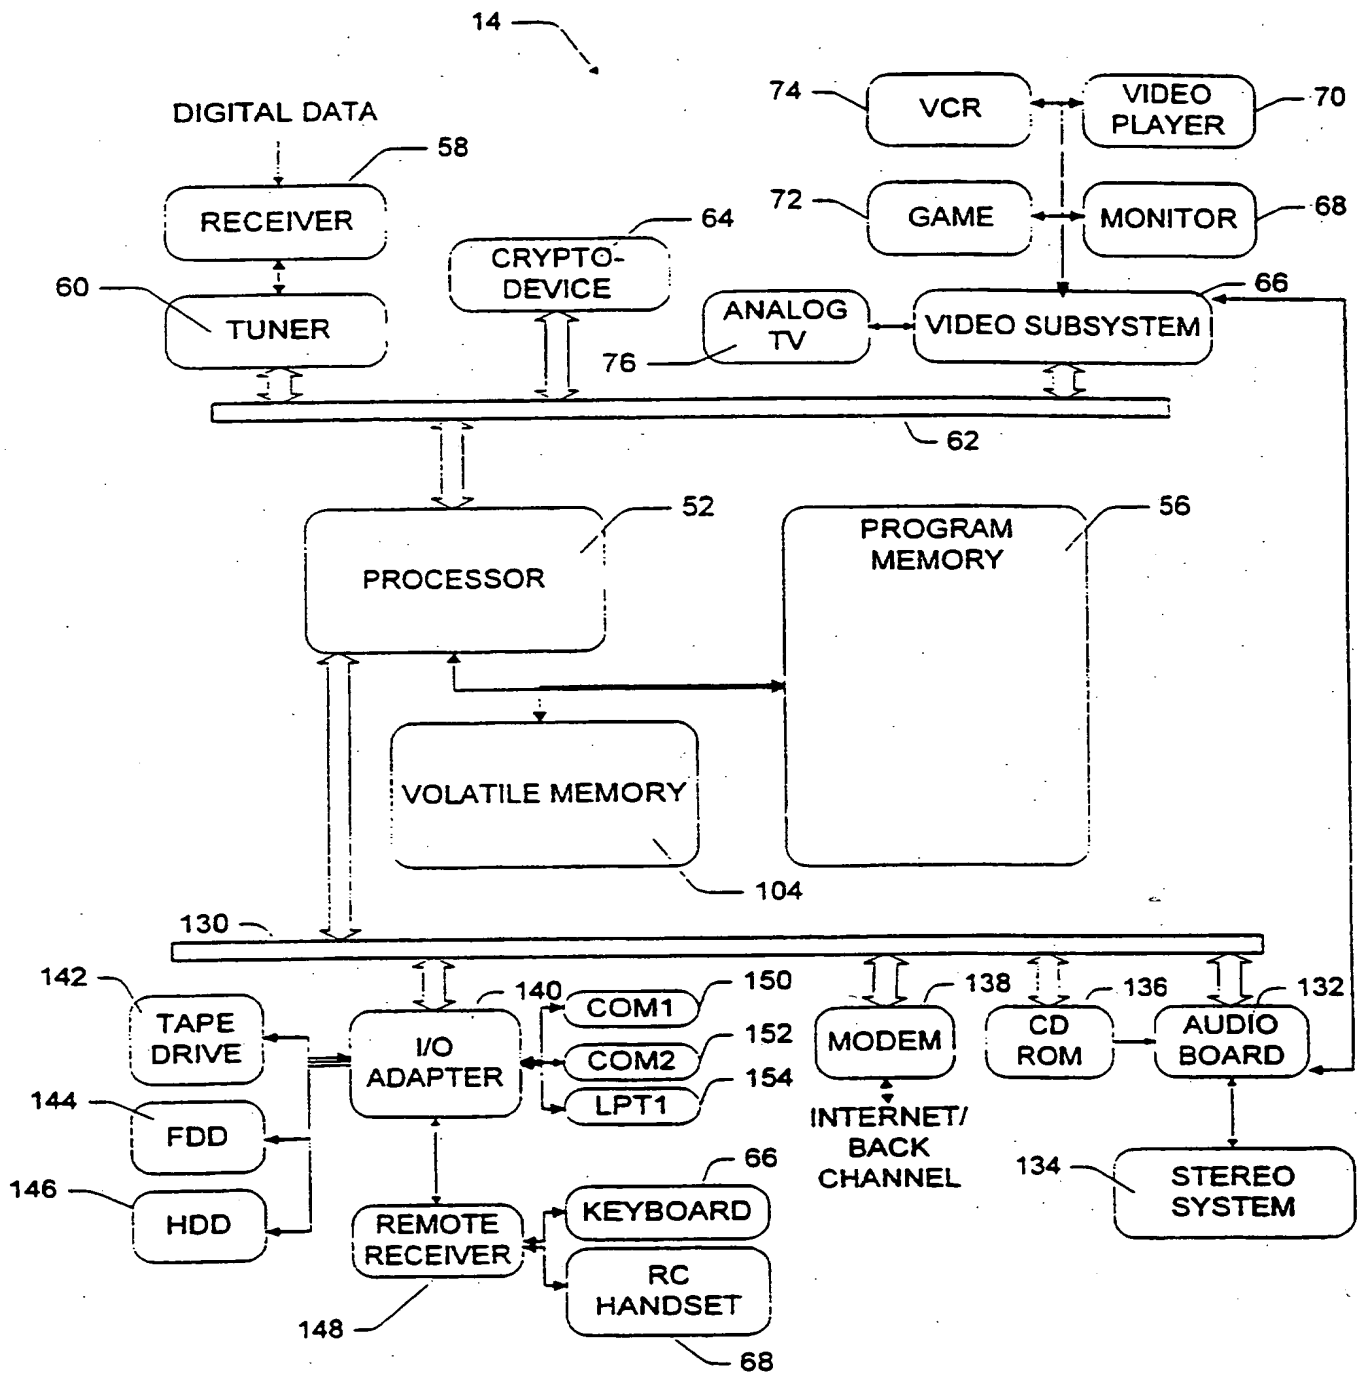 14
DIGITAL DATA
58
RECEIVER
60
TUNER
64
CRYPTO-
DEVICE
74
VCR
VIDEO
PLAYER
70
72
GAME
MONITOR
68
66
ANALOG
TV
76
VIDEO SUBSYSTEM
62
52
PROCESSOR
56
PROGRAM
MEMORY
VOLATILE MEMORY
104
130
142
TAPE
DRIVE
144
FDD
146
HDD
140
I/O
ADAPTER
150
COM1
152
COM2
154
LPT1
138
MODEM
INTERNET/
BACK
CHANNEL
136
CD
ROM
132
AUDIO
BOARD
134
STEREO
SYSTEM
REMOTE
RECEIVER
148
66
KEYBOARD
RC
HANDSET
68